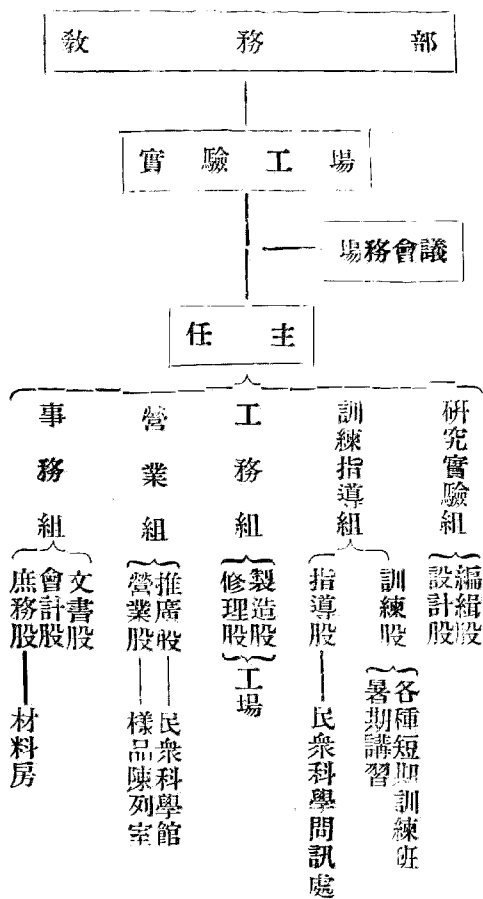 教務部
實驗工場
場務會議
任主
研究實驗組
編緝股
設計股
訓練指導組
訓練股
各種短期訓練班
暑期講習
指導股
民衆科學問訊處
工務組
製造股
修理股
工場
營業組
推廣股
民衆科學館
營業股
樣品陳列室
事務組
文書股
會計股
庶務股
材料房